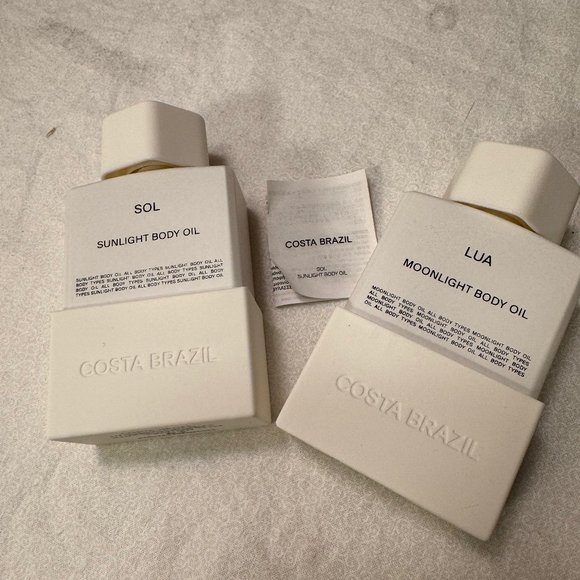 SOL
SUNLIGHT BODY OIL
SUNLIGHT BODY OIL ALL BODY TYPES SUNLIGHT BODY OIL ALL
BODY TYPES SUNLIGHT BODY OIL ALL BODY TYPES SUNLIGHT
BODY OIL ALL BODY TYPES SUNLIGHT BODY OIL ALL BODY
TYPES SUNLIGHT BODY OIL ALL BODY TYPES SUNLIGHT BODY OIL
COSTA BRAZIL
COSTA BRAZIL
SOL
SUNLIGHT BODY OIL
LUA
MOONLIGHT BODY OIL
MOONLIGHT BODY OIL ALL BODY TYPES MOONLIGHT BODY OIL
ALL BODY TYPES MOONLIGHT BODY OIL ALL BODY TYPES
MOONLIGHT BODY OIL ALL BODY TYPES MOONLIGHT BODY
OIL ALL BODY TYPES MOONLIGHT BODY OIL ALL BODY TYPES
COSTA BRAZIL